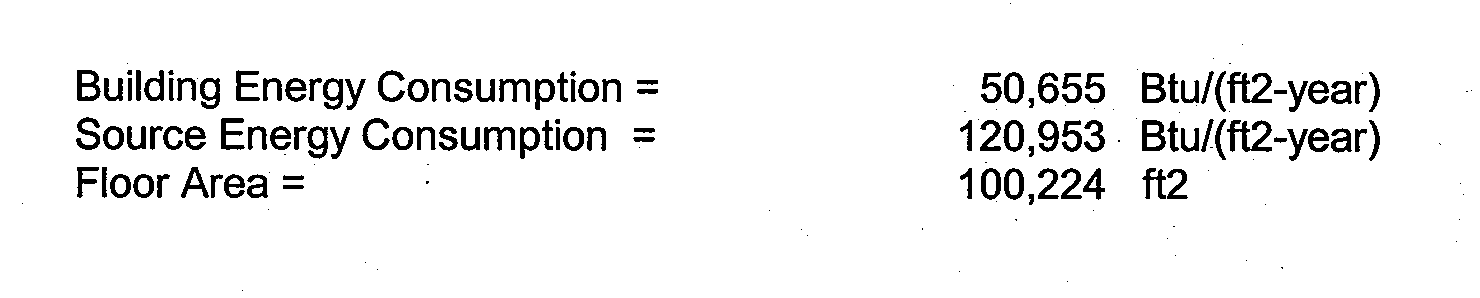 Building Energy Consumption = 50,655 Btu/(ft2-year)
Source Energy Consumption = 120,953 Btu/(ft2-year)
Floor Area = 100,224 ft2